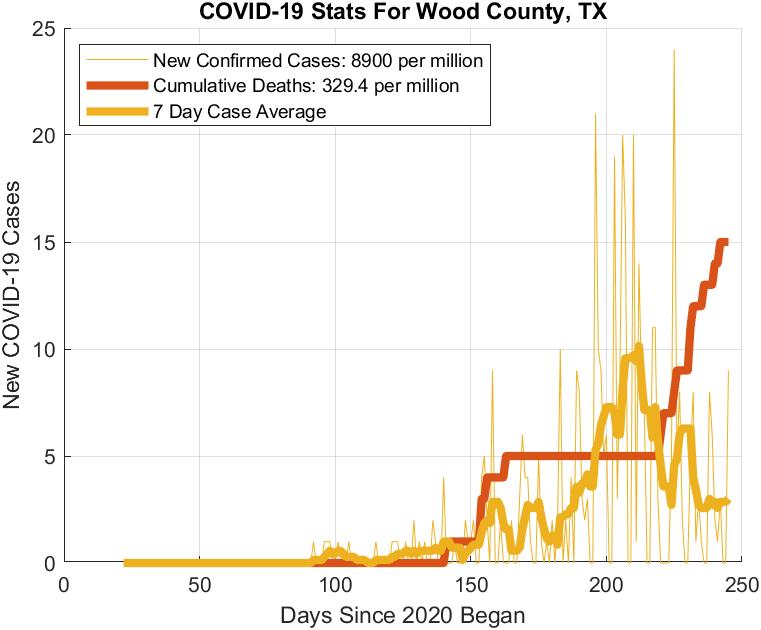 COVID-19 Stats For Wood County, TX
New Confirmed Cases: 8900 per million
Cumulative Deaths: 329.4 per million
7 Day Case Average
New COVID-19 Cases
25
20
15
10
5
0
0 50 100 150 200 250
Days Since 2020 Began